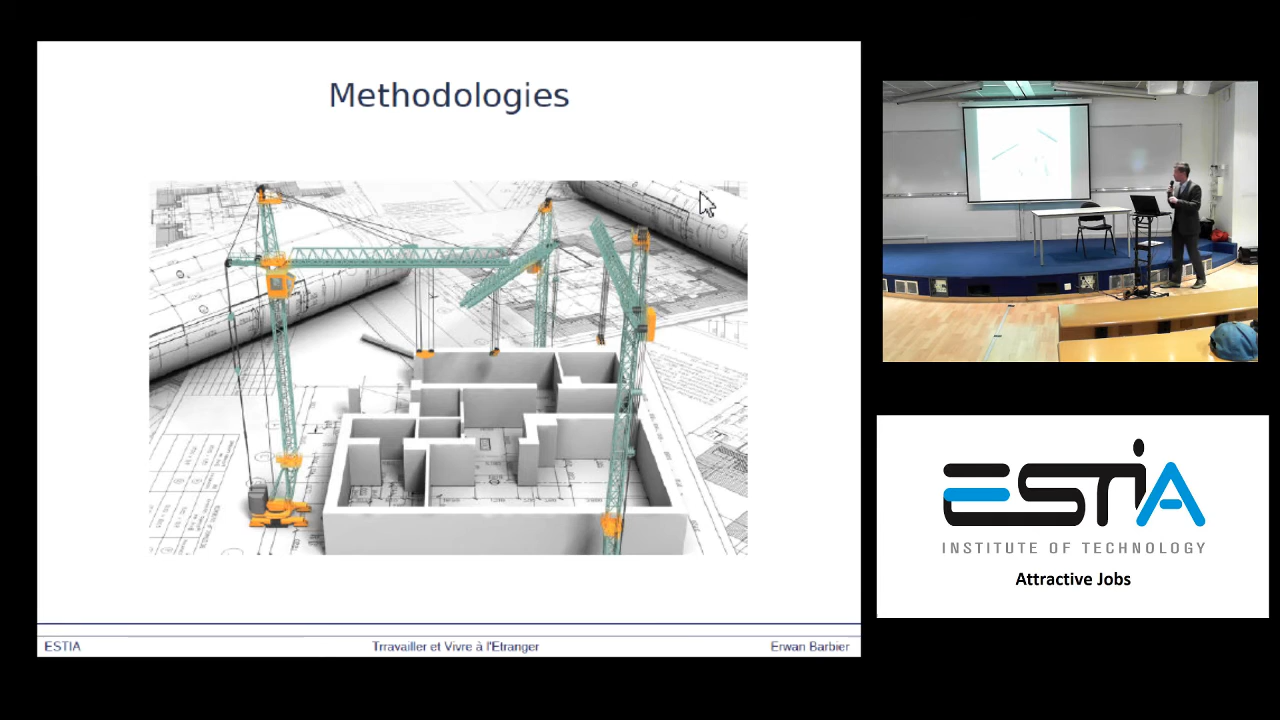 Methodologies
ESTIA
Trravailler et Vivre à l'Etranger
Erwan Barbier
ESTIA
INSTITUTE OF TECHNOLOGY
Attractive Jobs